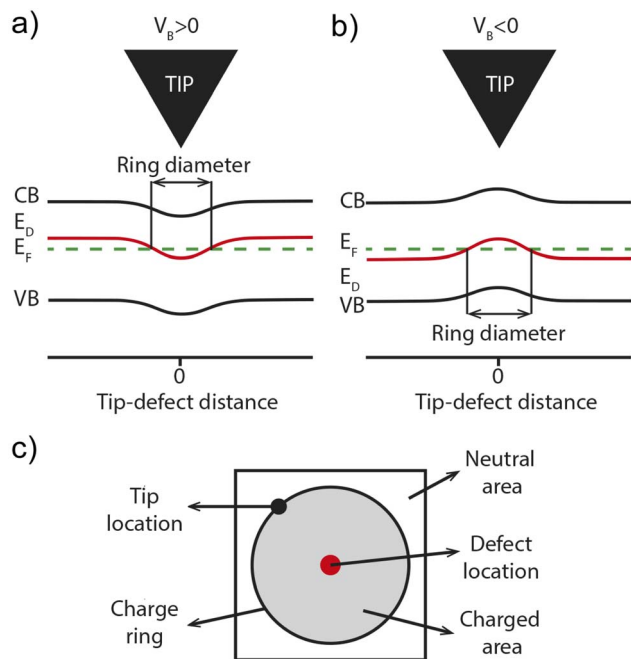 a)
V_B>0
TIP
Ring diameter
CB
E_D
E_F
VB
0
Tip-defect distance
b)
V_B<0
TIP
CB
E_F
E_D
VB
Ring diameter
0
Tip-defect distance
c)
Tip
location
Charge
ring
Neutral
area
Defect
location
Charged
area